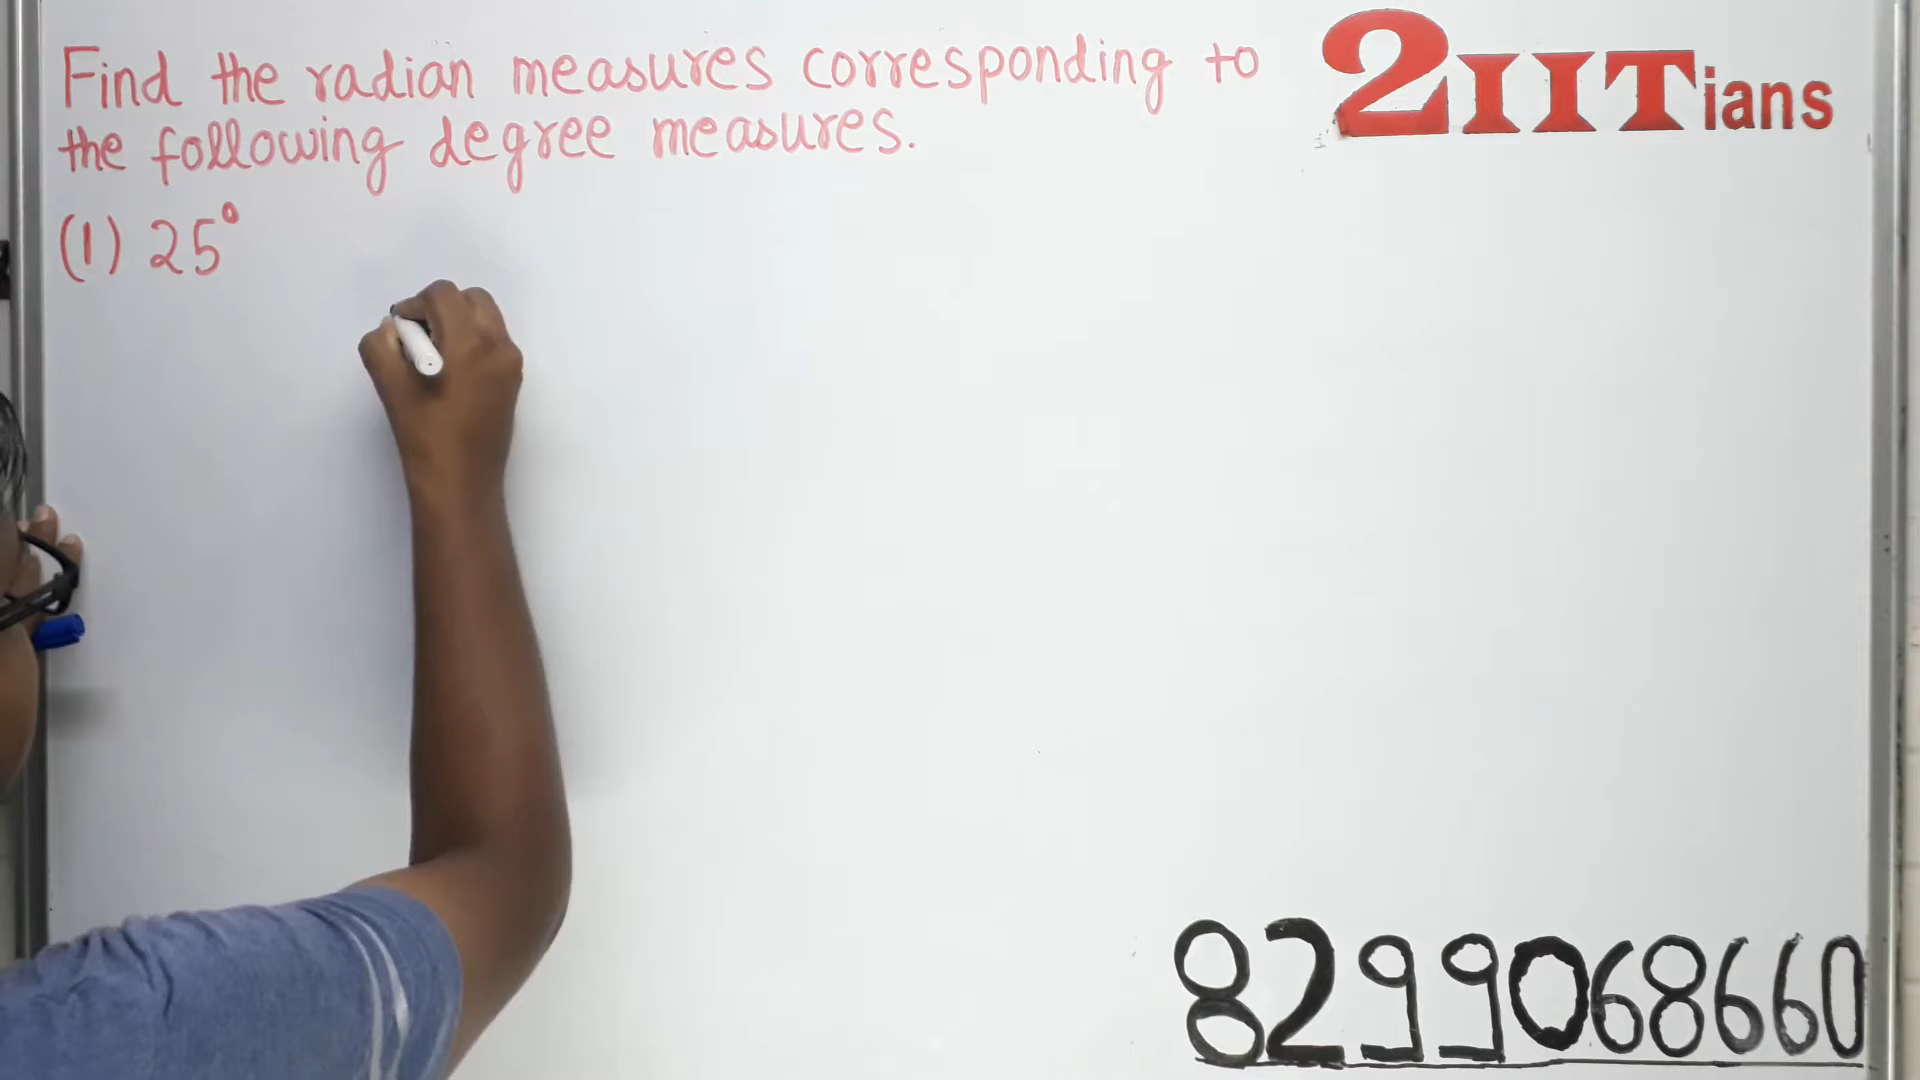 Find the radian measures corresponding to
the following degree measures.
(1) 25°
2IITians
8299068660